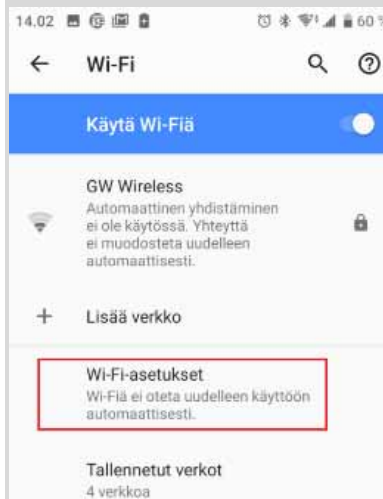 14.02 60 %
Wi-Fi
Käytä Wi-Fiä
GW Wireless
Automaattinen yhdistäminen
ei ole käytössä. Yhteyttä
ei muodosteta uudelleen
automaattisesti.
Lisää verkko
Wi-Fi-asetukset
Wi-Fiä ei oteta uudelleen käyttöön
automaattisesti.
Tallennetut verkot
4 verkkoa